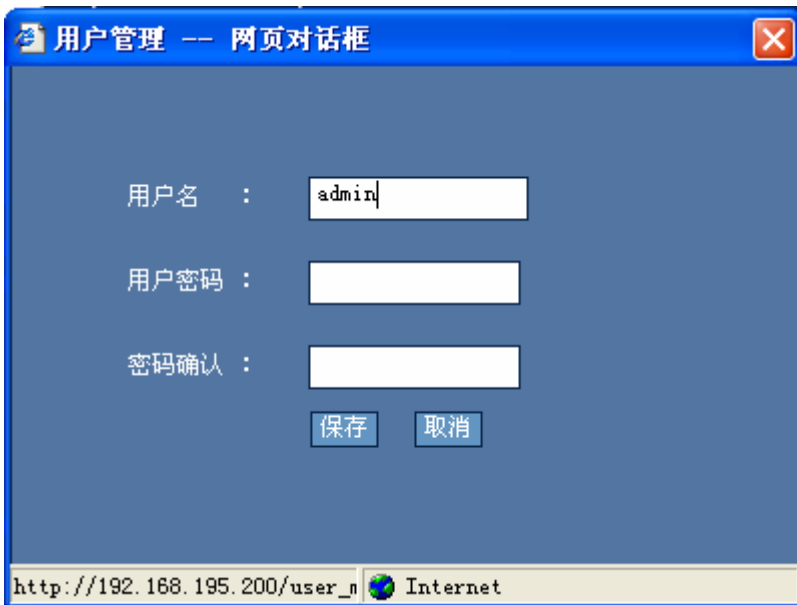 用户管理 -- 网页对话框
用户名 : admin
用户密码 :
密码确认 :
保存 取消
http://192.168.195.200/user_m Internet